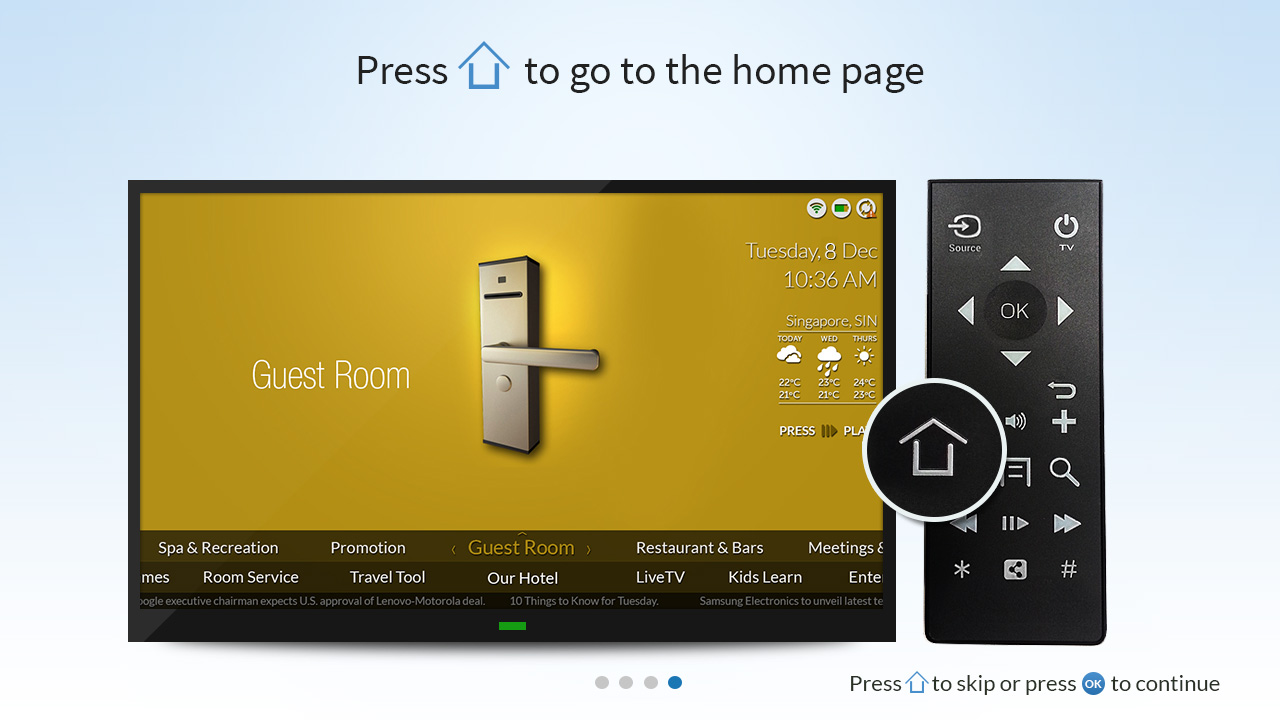 Press to go to the home page
Tuesday, 8 Dec
10:36 AM
Singapore, SIN
TODAY WED THURS
22°C 23°C 24°C
21°C 21°C 23°C
PRESS PLA
Guest Room
Spa & Recreation Promotion Guest Room Restaurant & Bars Meetings &
mes Room Service Travel Tool Our Hotel LiveTV Kids Learn Enter
oogle executive chairman expects U.S. approval of Lenovo-Motorola deal. 10 Things to Know for Tuesday. Samsung Electronics to unveil latest te
Source TV
OK
* #
Press to skip or press OK to continue